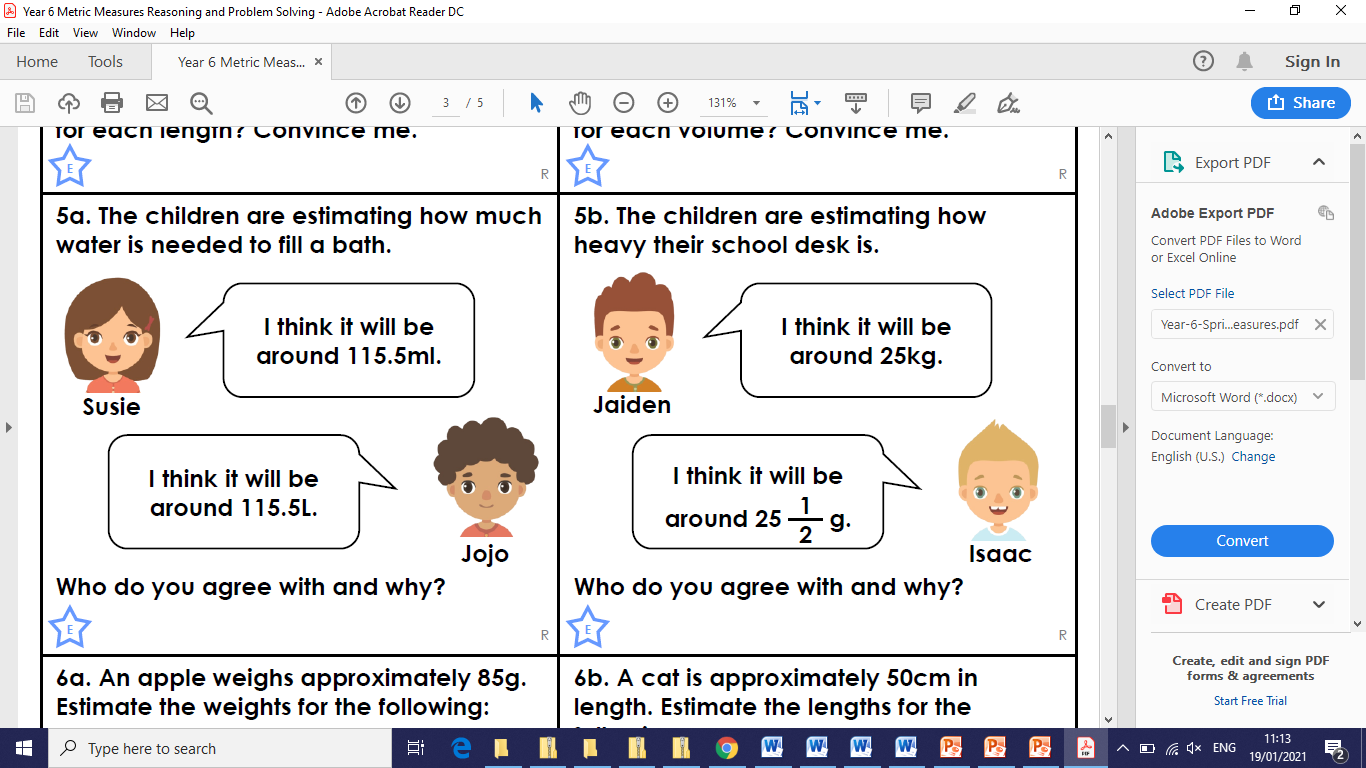 Year 6 Metric Measures Reasoning and Problem Solving - Adobe Acrobat Reader DC
File Edit View Window Help
Home Tools Year 6 Metric Meas... × Sign In
3 / 5 131% Share
for each length? Convince me.
E
R
for each volume? Convince me.
E
R
5a. The children are estimating how much
water is needed to fill a bath.
I think it will be
around 115.5ml.
Susie
I think it will be
around 115.5L.
Jojo
Who do you agree with and why?
E
R
5b. The children are estimating how
heavy their school desk is.
I think it will be
around 25kg.
Jaiden
I think it will be
around 25 1/2 g.
Isaac
Who do you agree with and why?
E
R
6a. An apple weighs approximately 85g.
Estimate the weights for the following:
6b. A cat is approximately 50cm in
length. Estimate the lengths for the
Export PDF
Adobe Export PDF
Convert PDF Files to Word
or Excel Online
Select PDF File
Year-6-Spri...easures.pdf
Convert to
Microsoft Word (*.docx)
Document Language:
English (U.S.) Change
Convert
Create PDF
Create, edit and sign PDF
forms & agreements
Start Free Trial
Type here to search
ENG
11:13
19/01/2021
2